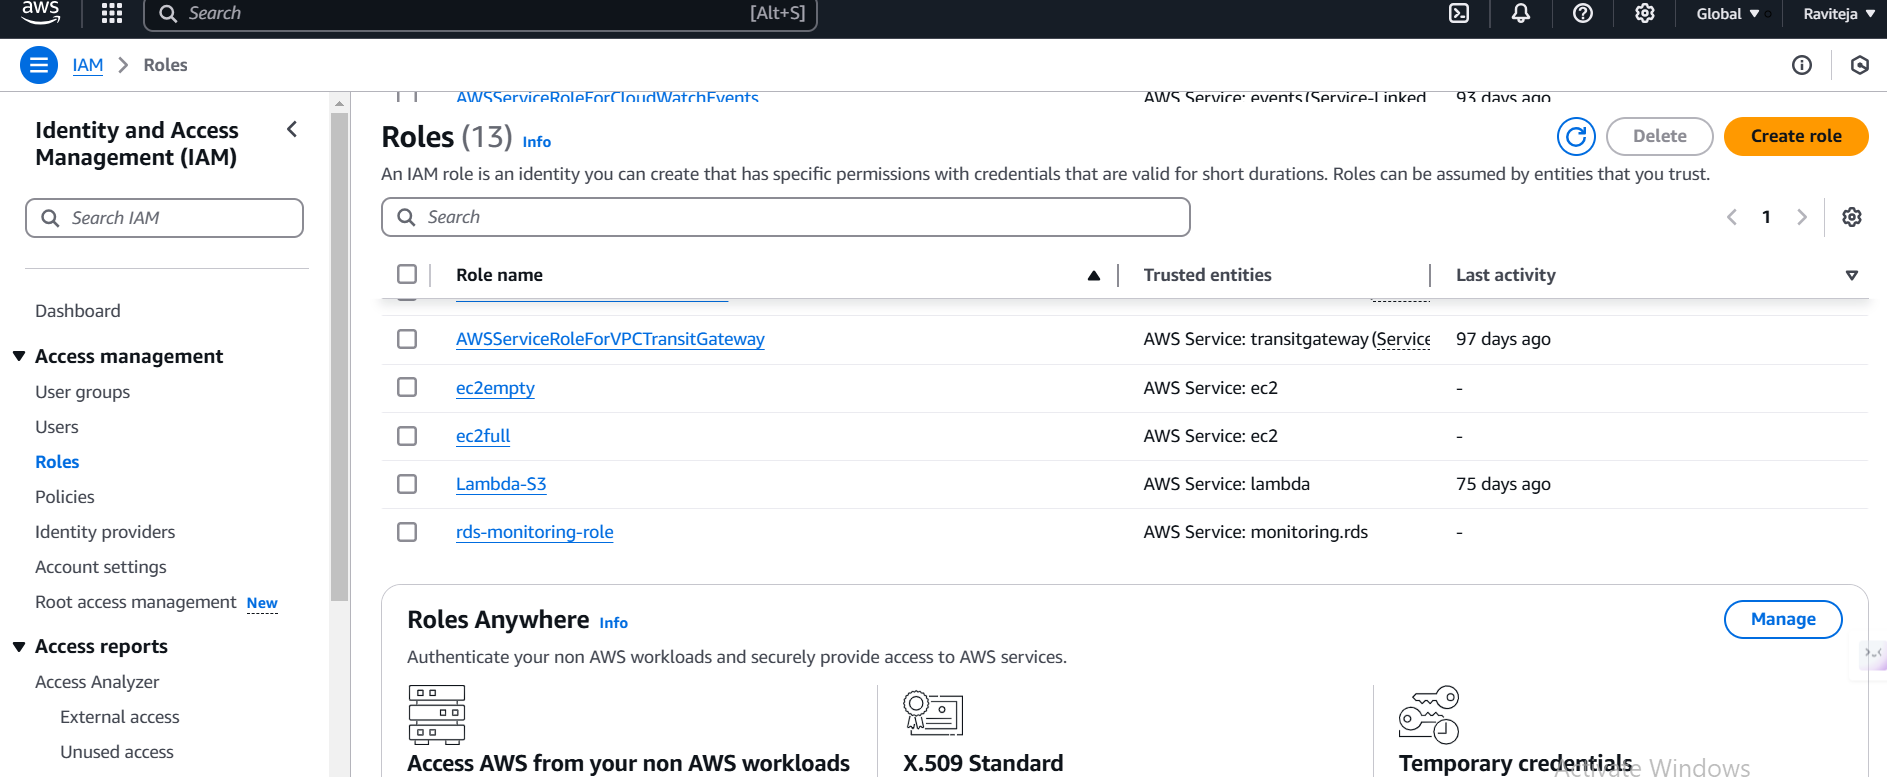 aws
Search
[Alt+S]
Global
Raviteja
IAM
Roles
Identity and Access
Management (IAM)
Search IAM
Dashboard
Access management
User groups
Users
Roles
Policies
Identity providers
Account settings
Root access management New
Access reports
Access Analyzer
External access
Unused access
AWSServiceRoleForCloudWatchEvents AWS Service: events (Service-Linked 93 days ago
Roles (13) Info
Delete
Create role
An IAM role is an identity you can create that has specific permissions with credentials that are valid for short durations. Roles can be assumed by entities that you trust.
Search
1
Role name Trusted entities Last activity
AWSServiceRoleForVPCTransitGateway AWS Service: transitgateway (Service 97 days ago
ec2empty AWS Service: ec2 -
ec2full AWS Service: ec2 -
Lambda-S3 AWS Service: lambda 75 days ago
rds-monitoring-role AWS Service: monitoring.rds -
Roles Anywhere Info
Manage
Authenticate your non AWS workloads and securely provide access to AWS services.
Access AWS from your non AWS workloads
X.509 Standard
Temporary credentials
Activate Windows